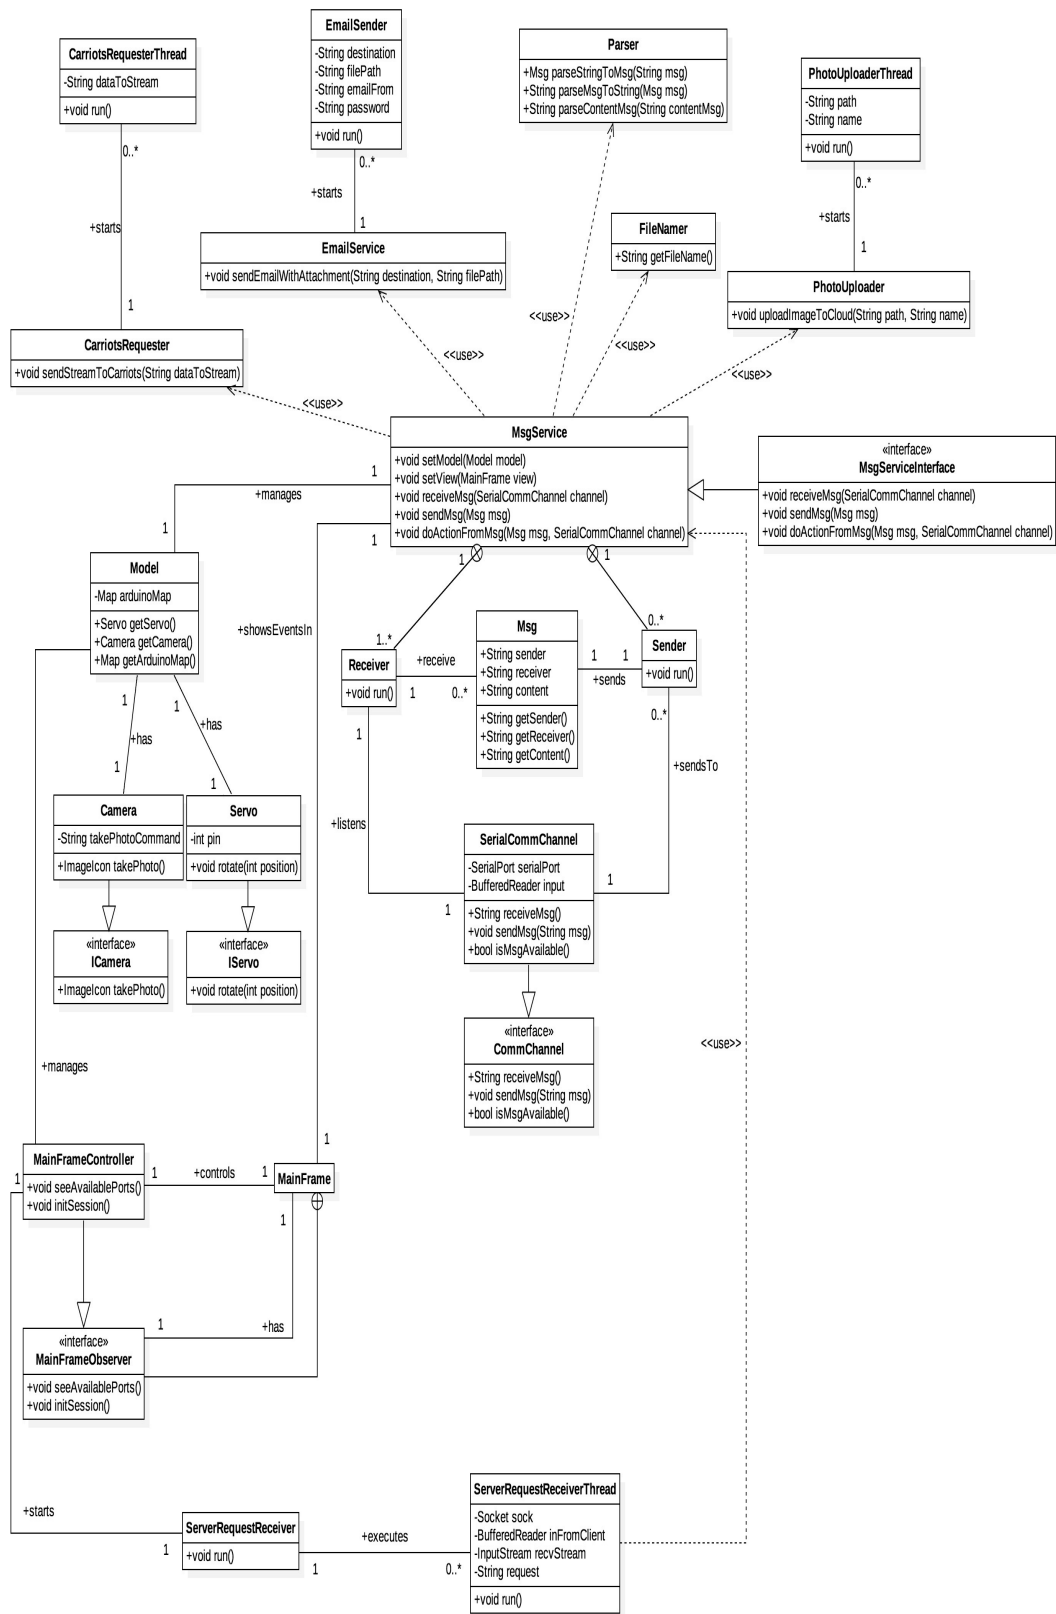 CarriotsRequesterThread
-String dataToStream
+void run()
0..*
+starts
1
EmailSender
-String destination
-String filePath
-String emailFrom
-String password
+void run()
0..*
+starts
1
Parser
+Msg parseStringToMsg(String msg)
+String parseMsgToString(Msg msg)
+String parseContentMsg(String contentMsg)
PhotoUploaderThread
-String path
-String name
+void run()
0..*
+starts
1
EmailService
+void sendEmailWithAttachment(String destination, String filePath)
FileNamer
+String getFileName()
PhotoUploader
+void uploadImageToCloud(String path, String name)
CarriotsRequester
+void sendStreamToCarriots(String dataToStream)
<<use>>
<<use>>
<<use>>
<<use>>
<<use>>
MsgService
+void setModel(Model model)
+void setView(MainFrame view)
+void receiveMsg(SerialCommChannel channel)
+void sendMsg(Msg msg)
+void doActionFromMsg(Msg msg, SerialCommChannel channel)
«interface»
MsgServiceInterface
+void receiveMsg(SerialCommChannel channel)
+void sendMsg(Msg msg)
+void doActionFromMsg(Msg msg, SerialCommChannel channel)
1
+manages
1
1
+showsEventsIn
1
1
1..*
1
0..*
Model
-Map arduinoMap
+Servo getServo()
+Camera getCamera()
+Map getArduinoMap()
Receiver
+void run()
+receive
1
0..*
Msg
+String sender
+String receiver
+String content
+String getSender()
+String getReceiver()
+String getContent()
1
1
+sends
Sender
+void run()
0..*
+sendsTo
1
1
+listens
1
1
+has
1
1
+has
1
Camera
-String takePhotoCommand
+ImageIcon takePhoto()
Servo
-int pin
+void rotate(int position)
SerialCommChannel
-SerialPort serialPort
-BufferedReader input
+String receiveMsg()
+void sendMsg(String msg)
+bool isMsgAvailable()
«interface»
ICamera
+ImageIcon takePhoto()
«interface»
IServo
+void rotate(int position)
«interface»
CommChannel
+String receiveMsg()
+void sendMsg(String msg)
+bool isMsgAvailable()
<<use>>
+manages
MainFrameController
+void seeAvailablePorts()
+void initSession()
1
+controls
1
MainFrame
1
1
+has
1
«interface»
MainFrameObserver
+void seeAvailablePorts()
+void initSession()
+starts
1
ServerRequestReceiver
+void run()
+executes
1
0..*
ServerRequestReceiverThread
-Socket sock
-BufferedReader inFromClient
-InputStream recvStream
-String request
+void run()